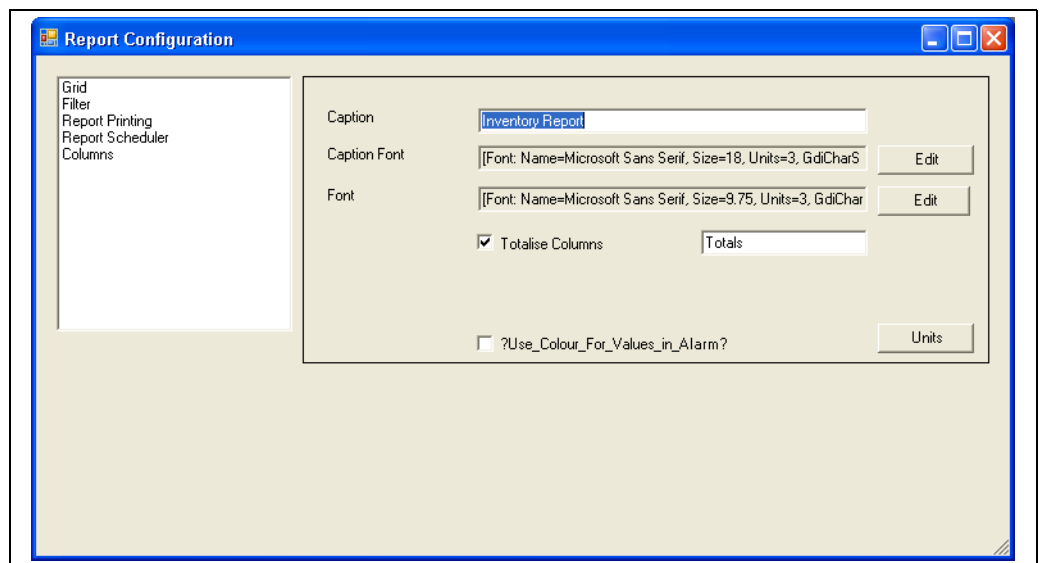 Report Configuration
Grid
Filter
Report Printing
Report Scheduler
Columns
Caption
Inventory Report
Caption Font
[Font: Name=Microsoft Sans Serif, Size=18, Units=3, GdiCharS
Edit
Font
[Font: Name=Microsoft Sans Serif, Size=9.75, Units=3, GdiChar
Edit
Totalise Columns
Totals
?Use_Colour_For_Values_in_Alarm?
Units